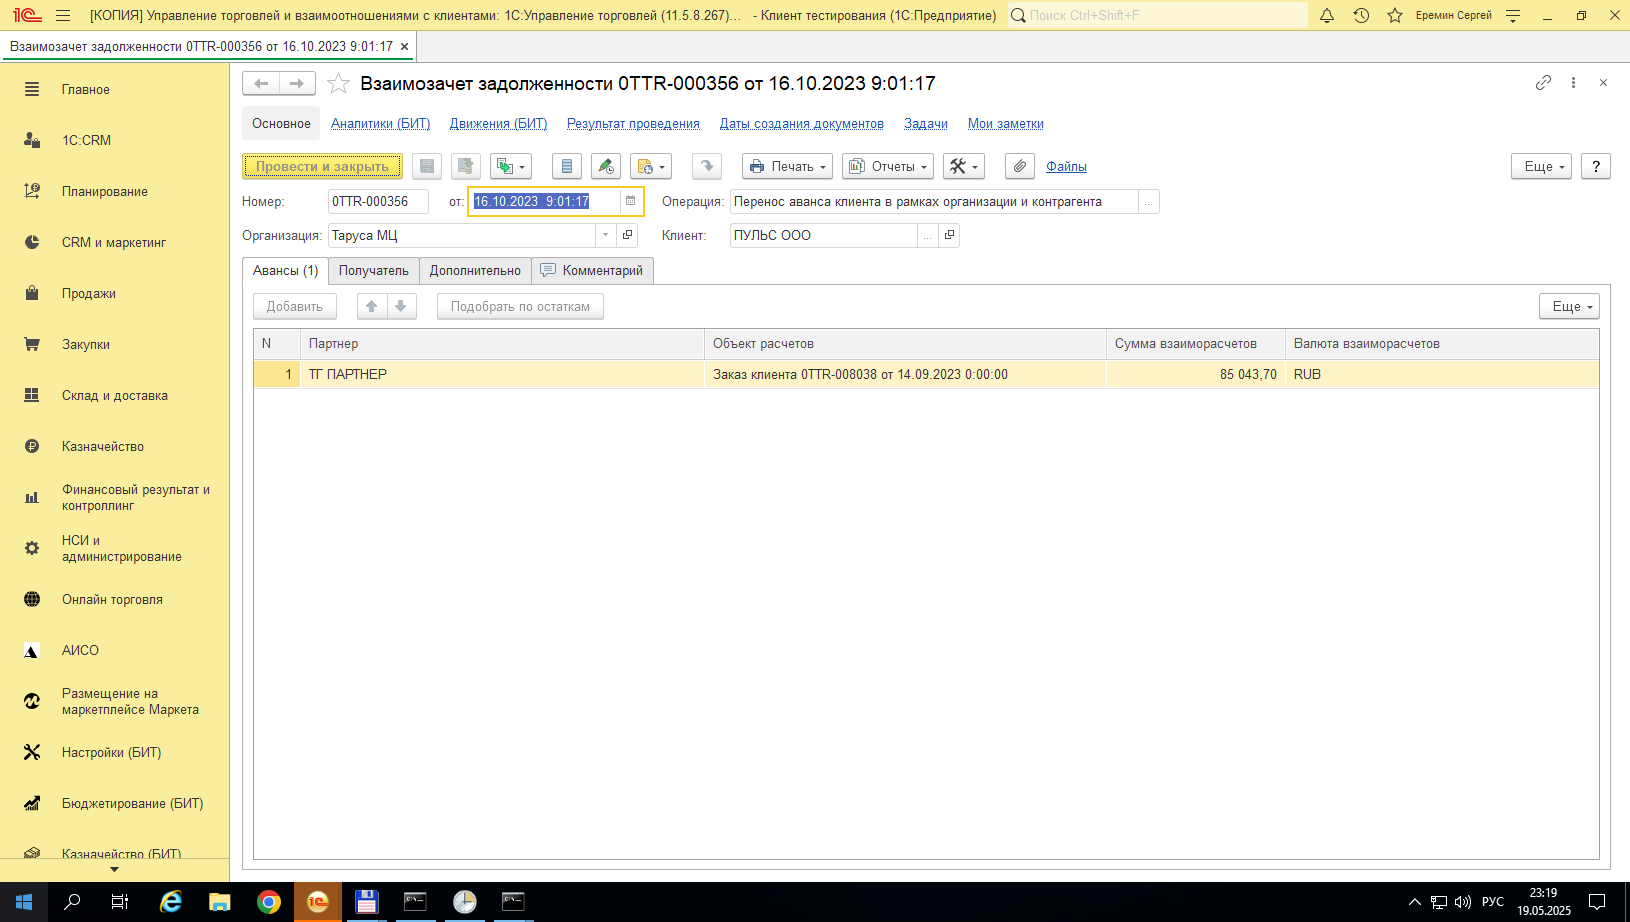 [КОПИЯ] Управление торговлей и взаимоотношениями с клиентами: 1С:Управление торговлей (11.5.8.267)... - Клиент тестирования (1С:Предприятие)
Поиск Ctrl+Shift+F
Еремин Сергей
Взаимозачет задолженности 0TTR-000356 от 16.10.2023 9:01:17 ×
Главное
1С:CRM
Планирование
CRM и маркетинг
Продажи
Закупки
Склад и доставка
Казначейство
Финансовый результат и
контроллинг
НСИ и
администрирование
Онлайн торговля
АИСО
Размещение на
маркетплейсе Маркета
Настройки (БИТ)
Бюджетирование (БИТ)
Казначейство (БИТ)
Взаимозачет задолженности 0TTR-000356 от 16.10.2023 9:01:17
Основное Аналитики (БИТ) Движения (БИТ) Результат проведения Даты создания документов Задачи Мои заметки
Провести и закрыть Печать Отчеты Файлы Еще ?
Номер: 0TTR-000356 от: 16.10.2023 9:01:17 Операция: Перенос аванса клиента в рамках организации и контрагента ...
Организация: Таруса МЦ Клиент: ПУЛЬС ООО ...
Авансы (1) Получатель Дополнительно Комментарий
Добавить Подобрать по остаткам Еще
N Партнер Объект расчетов Сумма взаиморасчетов Валюта взаиморасчетов
1 ТГ ПАРТНЕР Заказ клиента 0TTR-008038 от 14.09.2023 0:00:00 85 043,70 RUB
РУС
23:19
19.05.2025